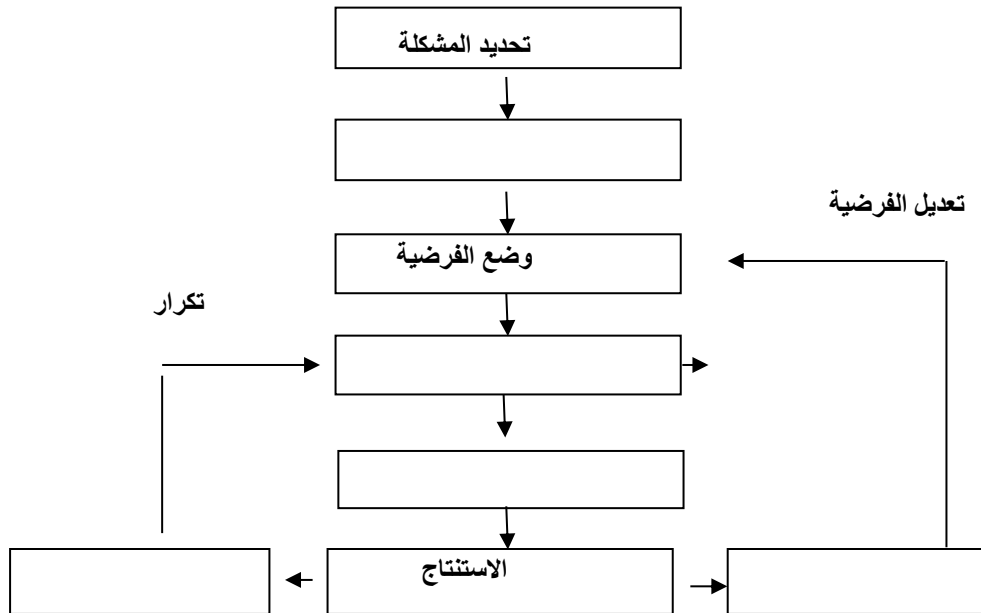 تحديد المشكلة
تعديل الفرضية
وضع الفرضية
تكرار
الاستنتاج